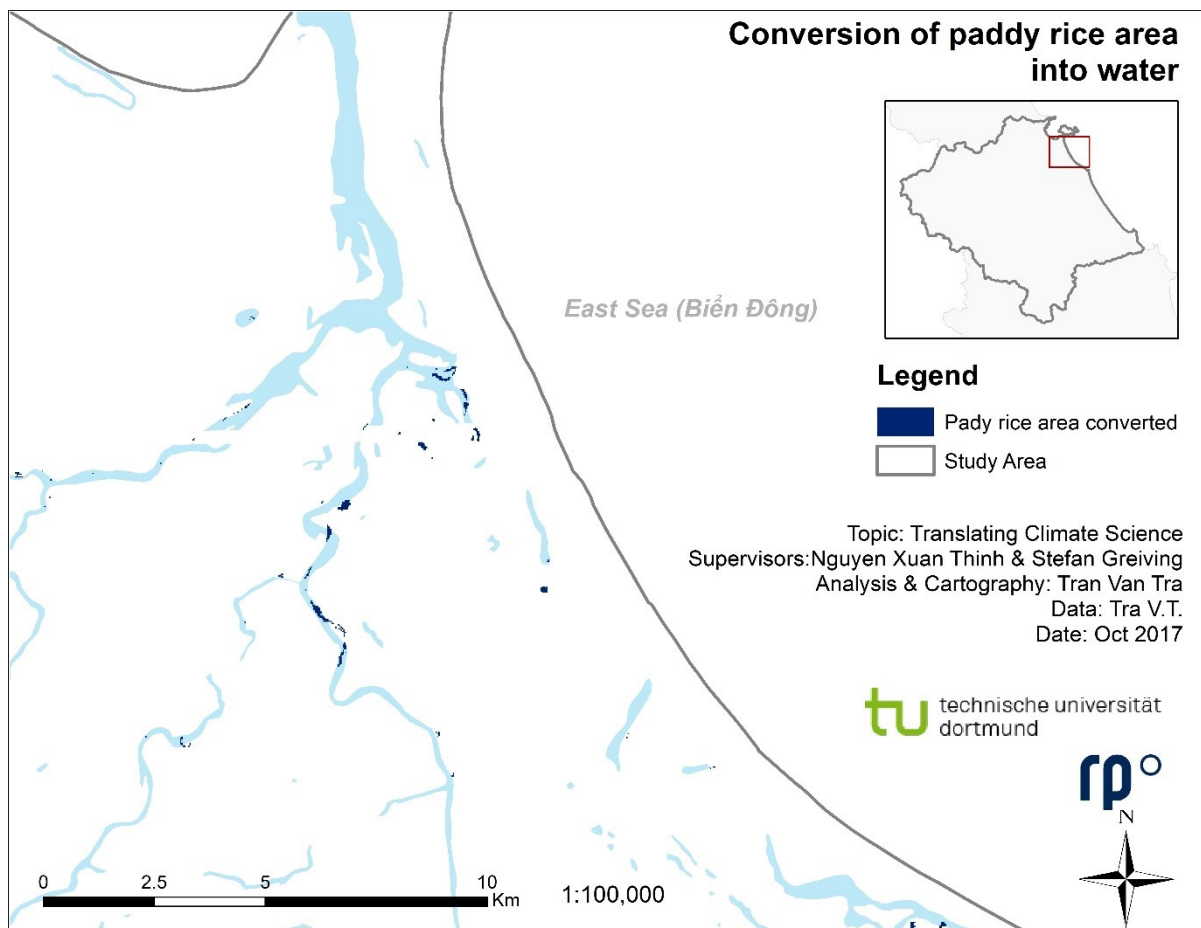 Conversion of paddy rice area
into water
East Sea (Biển Đông)
Legend
Pady rice area converted
Study Area
Topic: Translating Climate Science
Supervisors:Nguyen Xuan Thinh & Stefan Greiving
Analysis & Cartography: Tran Van Tra
Data: Tra V.T.
Date: Oct 2017
tu technische universität
dortmund
rp
N
0 2.5 5 10
Km
1:100,000